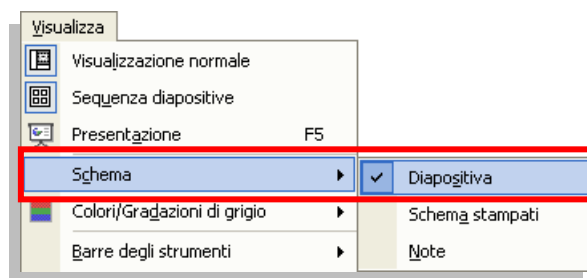 Visualizza
Visualizzazione normale
Sequenza diapositive
Presentazione F5
Schema
Diapositiva
Colori/Gradazioni di grigio
Schema stampati
Barre degli strumenti
Note